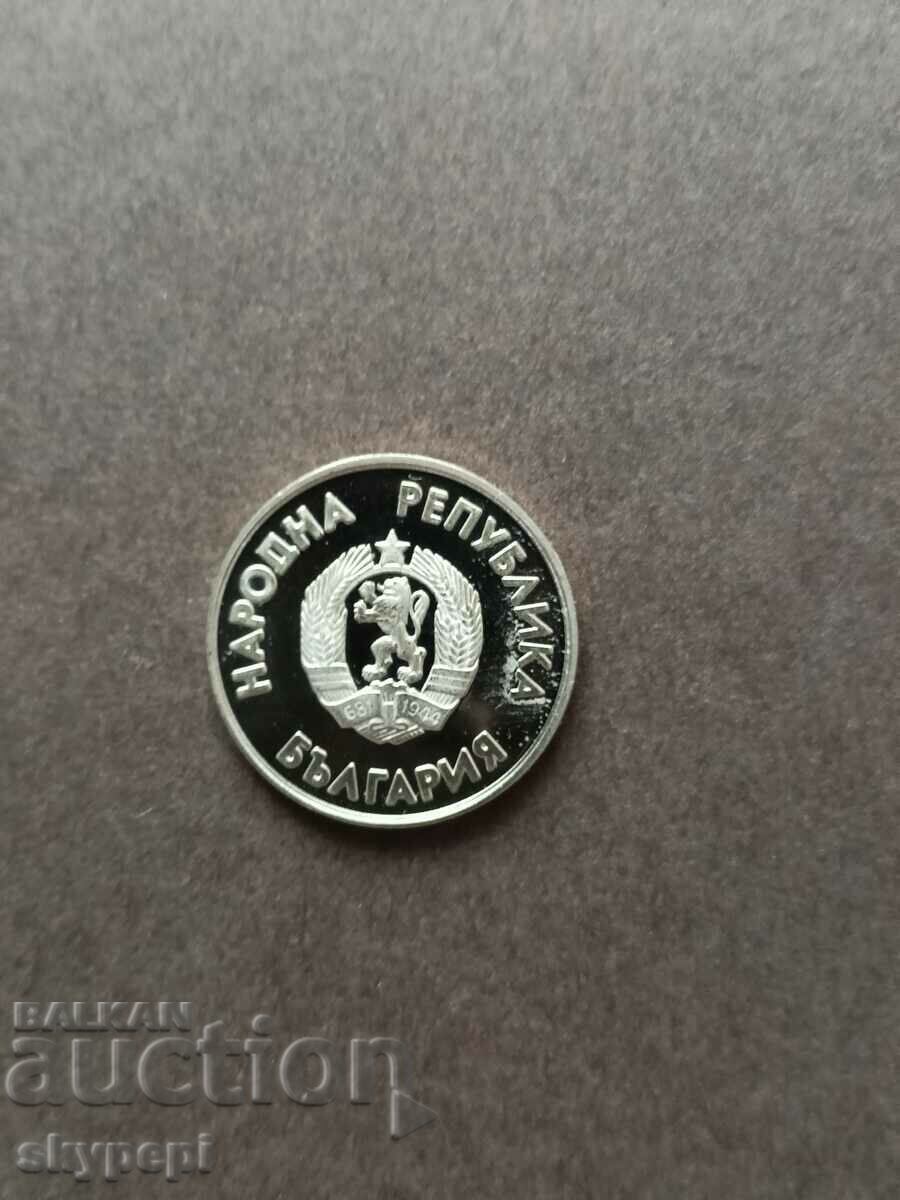 НАРОДНА РЕПУБЛИКА
681 1944
БЪЛГАРИЯ
BALKAN
auction
skypepi